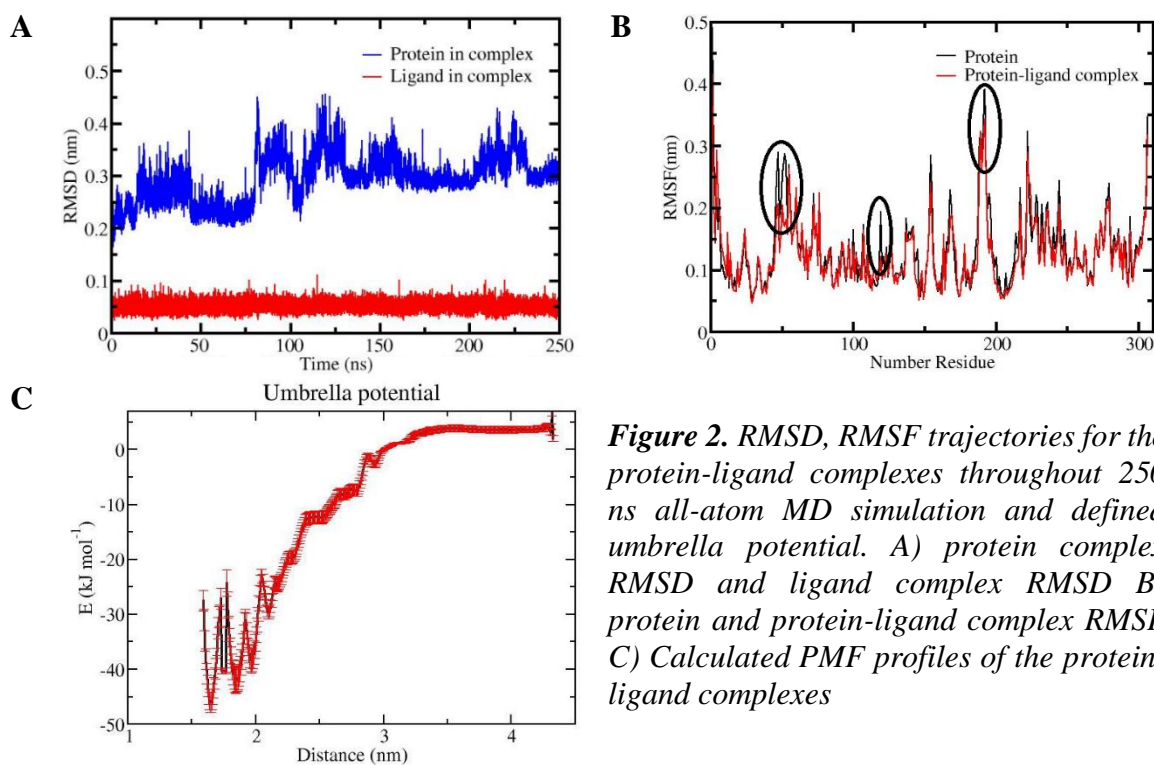 A
0.5
0.4
0.3
0.2
0.1
0
RMSD (nm)
Protein in complex
Ligand in complex
0 50 100 150 200 250
Time (ns)
B
0.5
0.4
0.3
0.2
0.1
0
RMSF(nm)
Protein
Protein-ligand complex
0 100 200 300
Number Residue
C
Umbrella potential
0
-10
-20
-30
-40
-50
E (kJ mol⁻¹)
1 2 3 4
Distance (nm)
Figure 2. RMSD, RMSF trajectories for the
protein-ligand complexes throughout 250
ns all-atom MD simulation and defined
umbrella potential. A) protein complex
RMSD and ligand complex RMSD B
protein and protein-ligand complex
C) Calculated PMF profiles of the protein
ligand complexes